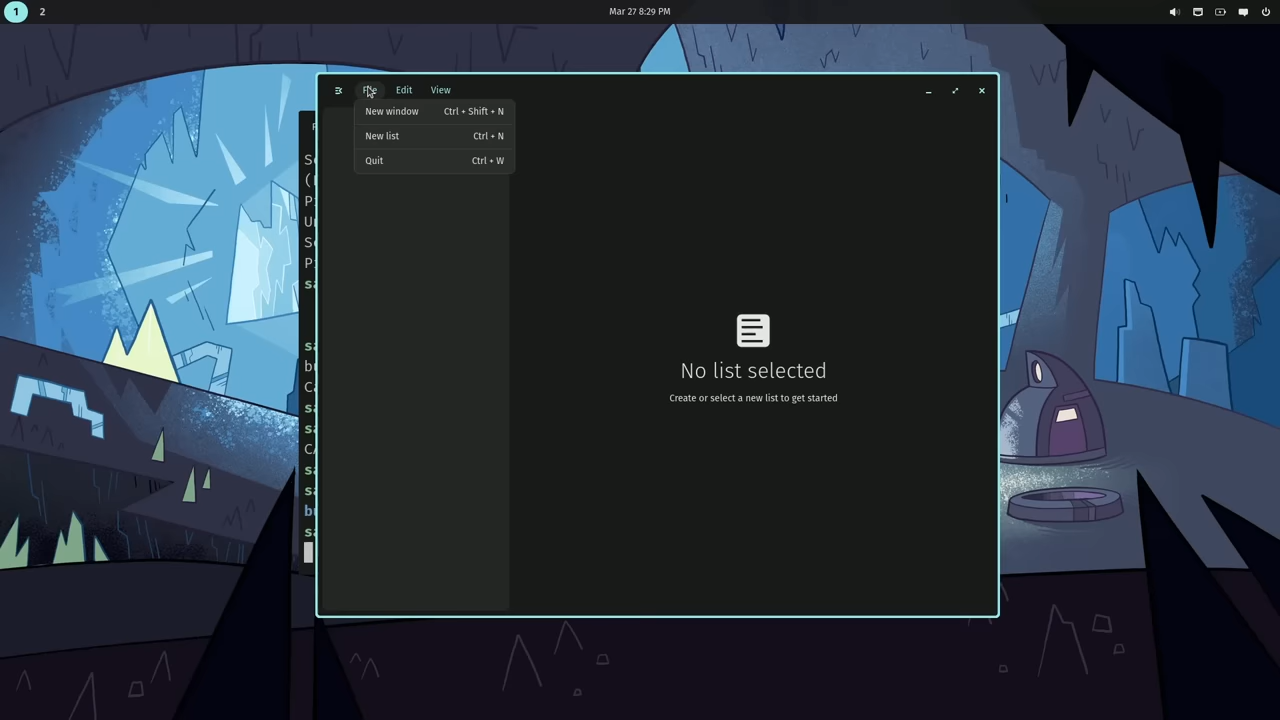 1 2 Mar 27 8:29 PM
File Edit View
New window Ctrl + Shift + N
New list Ctrl + N
Quit Ctrl + W
No list selected
Create or select a new list to get started